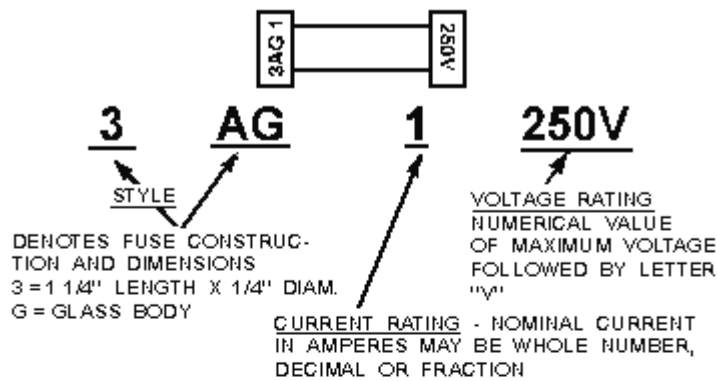 3AG 1
250V
3 AG 1 250V
STYLE
DENOTES FUSE CONSTRUC-
TION AND DIMENSIONS
3 = 1 1/4" LENGTH X 1/4" DIAM.
G = GLASS BODY
VOLTAGE RATING
NUMERICAL VALUE
OF MAXIMUM VOLTAGE
FOLLOWED BY LETTER
"V"
CURRENT RATING - NOMINAL CURRENT
IN AMPERES MAY BE WHOLE NUMBER,
DECIMAL OR FRACTION